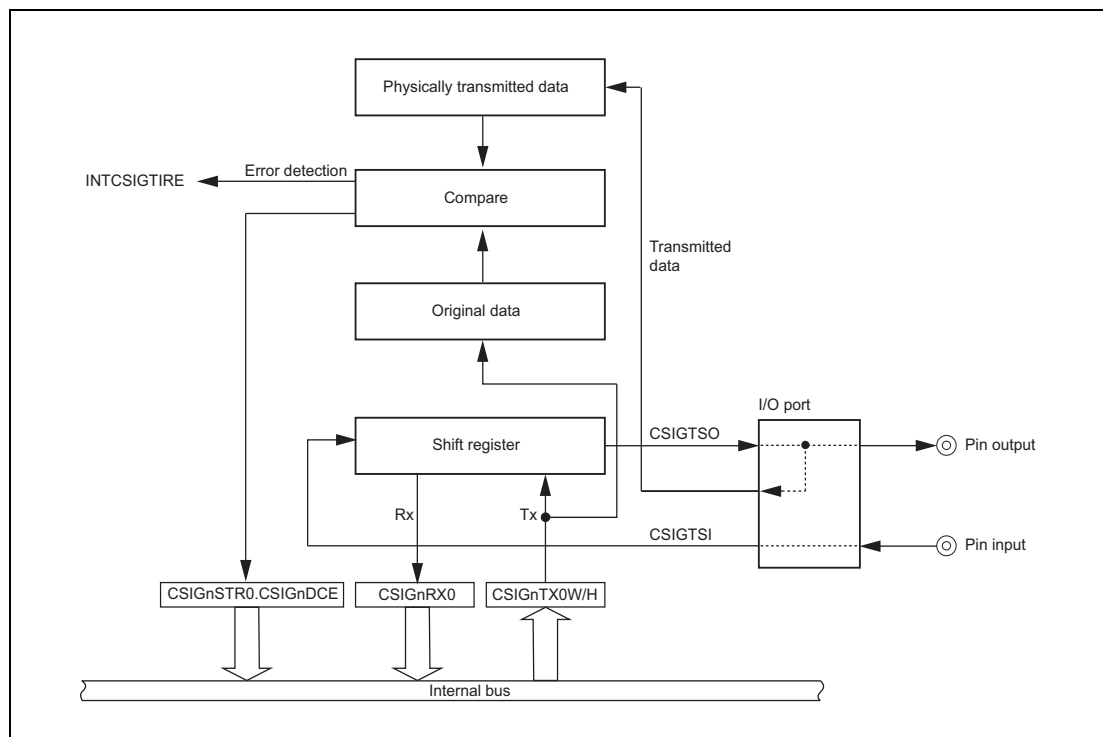 Physically transmitted data
Error detection
INTCSIGTIRE
Compare
Transmitted
data
Original data
I/O port
Shift register
CSIGTSO
Pin output
Rx
Tx
CSIGTSI
Pin input
CSIGnSTR0.CSIGnDCE
CSIGnRX0
CSIGnTX0W/H
Internal bus